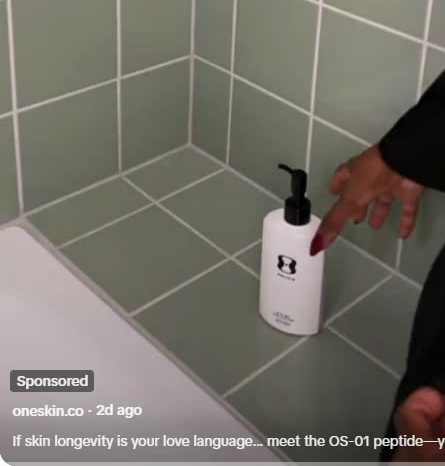 Sponsored
oneskin.co · 2d ago
If skin longevity is your love language... meet the OS-01 peptide—y